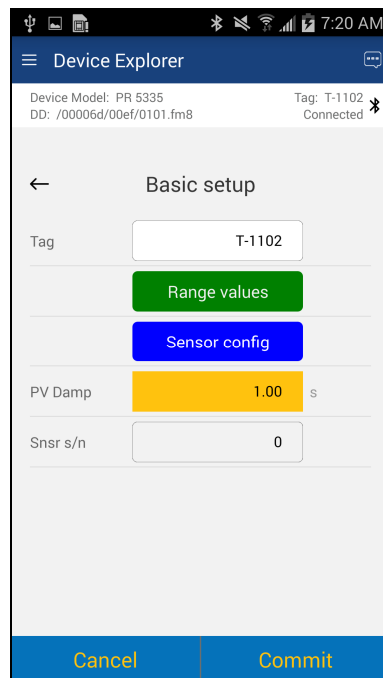 7:20 AM
Device Explorer
Device Model: PR 5335 Tag: T-1102
DD: /00006d/00ef/0101.fm8 Connected
Basic setup
Tag T-1102
Range values
Sensor config
PV Damp 1.00 s
Snsr s/n 0
Cancel Commit